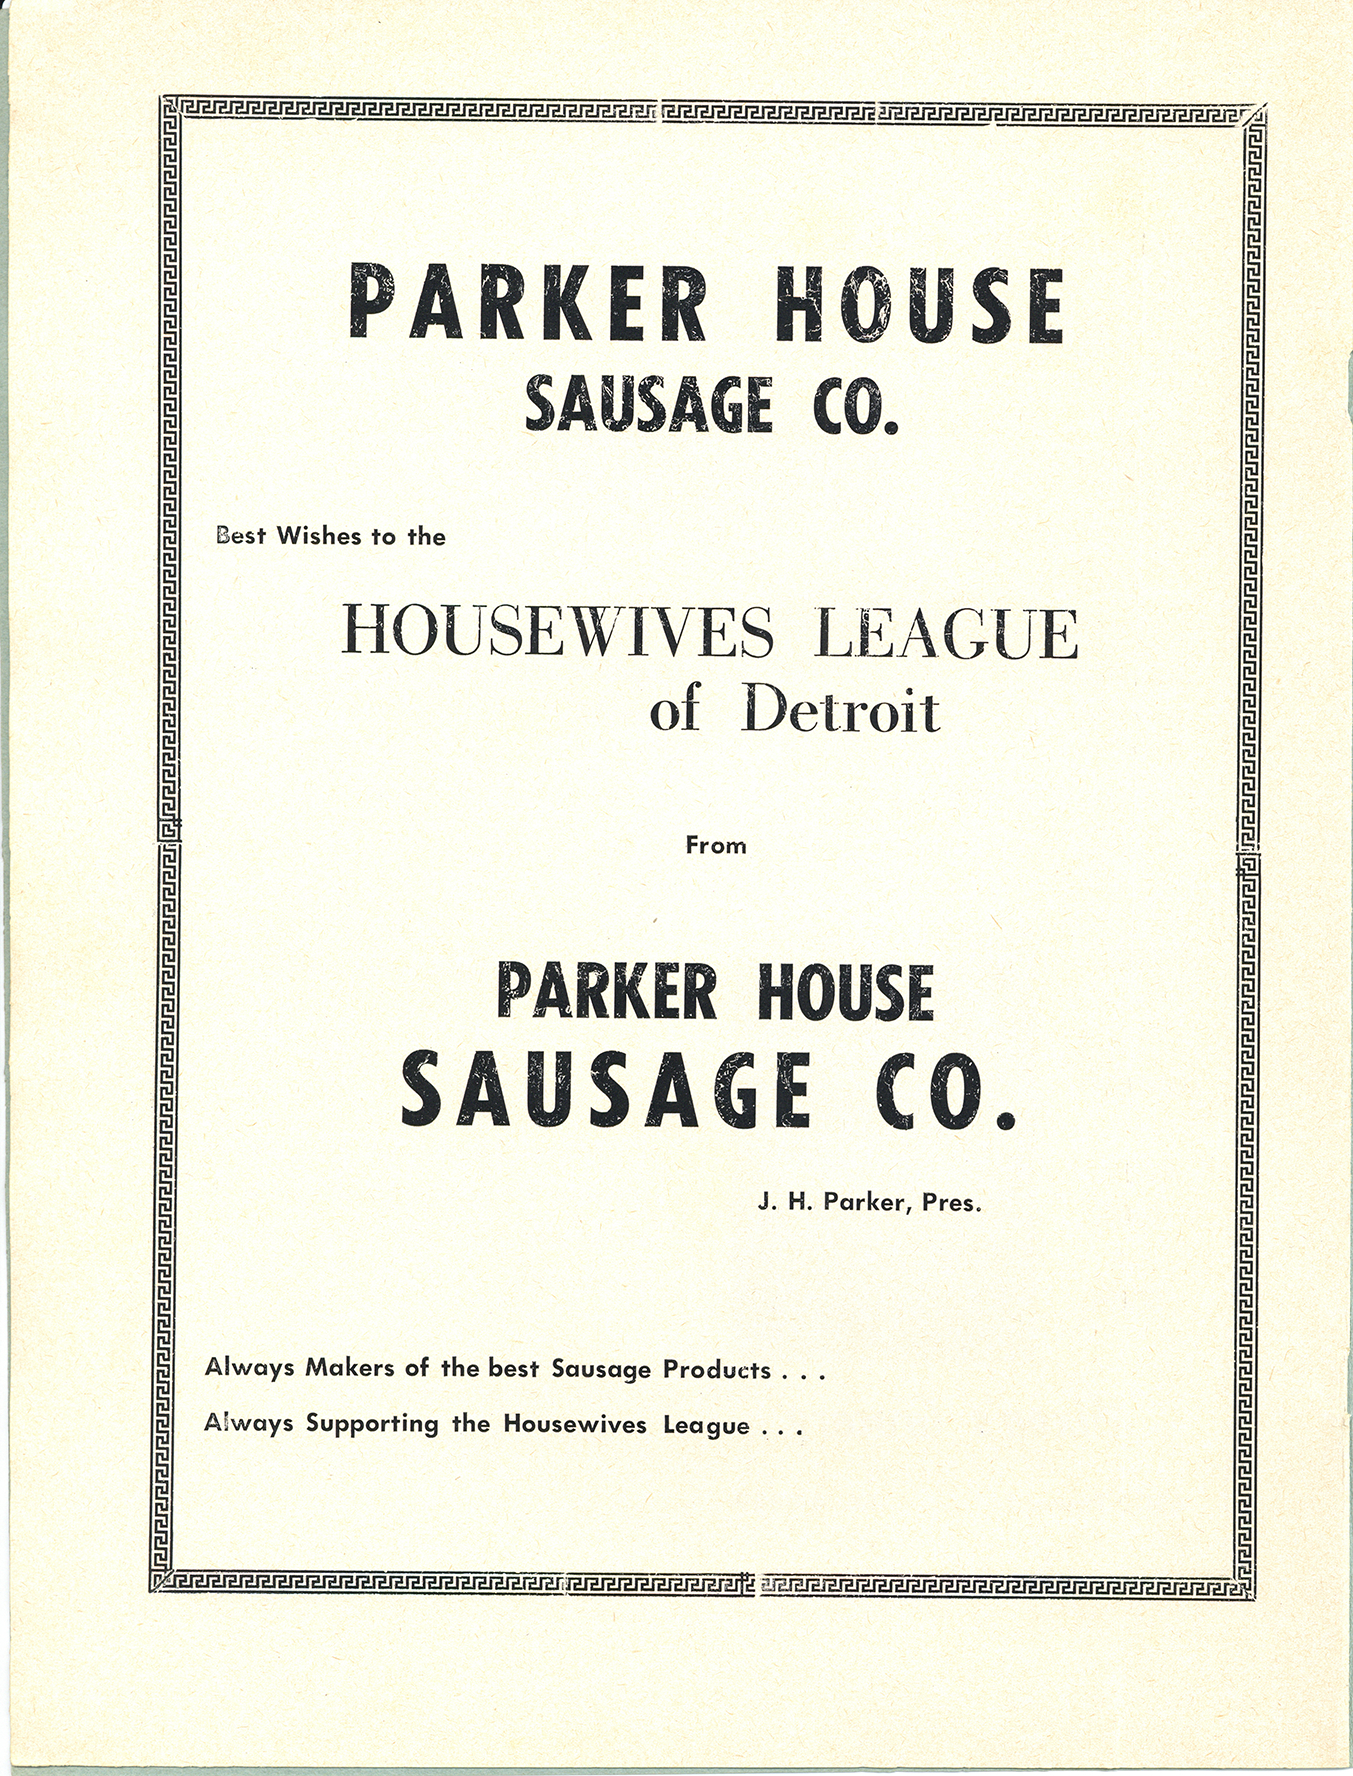 PARKER HOUSE
SAUSAGE CO.
Best Wishes to the
HOUSEWIVES LEAGUE
of Detroit
From
PARKER HOUSE
SAUSAGE CO.
J. H. Parker, Pres.
Always Makers of the best Sausage Products . . .
Always Supporting the Housewives League . . .